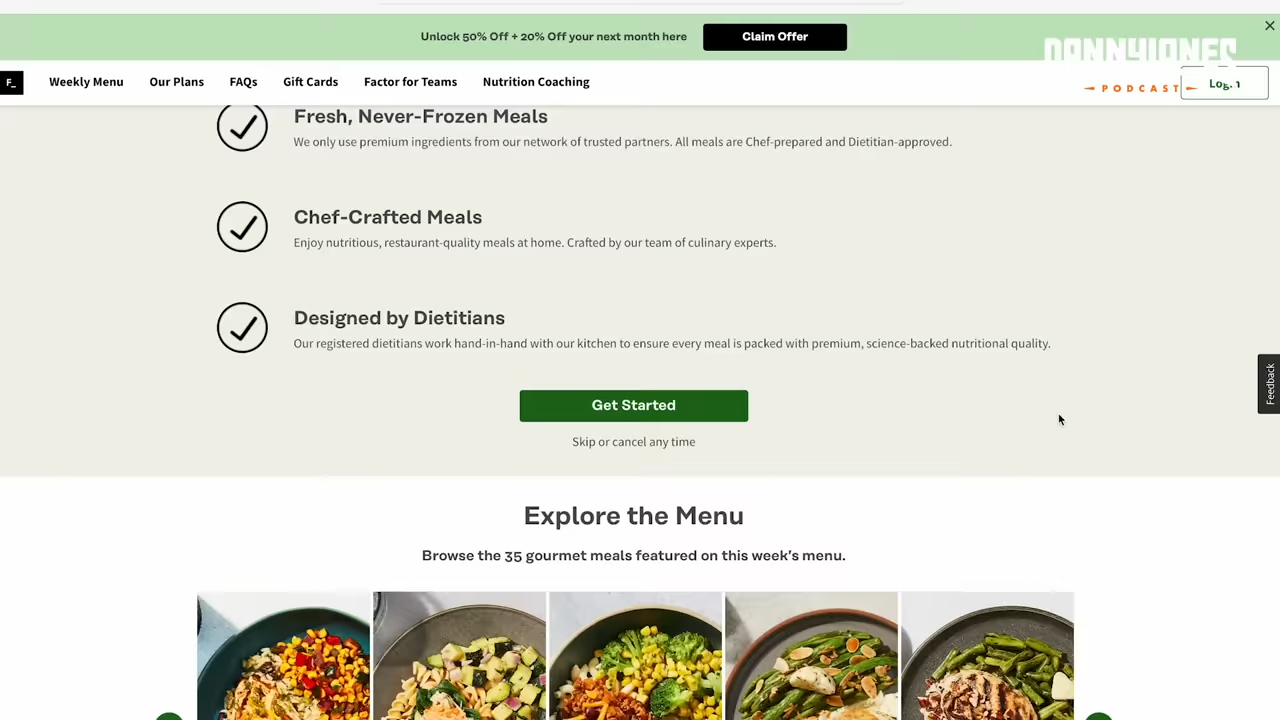 Unlock 50% Off + 20% Off your next month here
Claim Offer
DANNY JONES
PODCAST
F_
Weekly Menu
Our Plans
FAQs
Gift Cards
Factor for Teams
Nutrition Coaching
Fresh, Never-Frozen Meals
We only use premium ingredients from our network of trusted partners. All meals are Chef-prepared and Dietitian-approved.
Chef-Crafted Meals
Enjoy nutritious, restaurant-quality meals at home. Crafted by our team of culinary experts.
Designed by Dietitians
Our registered dietitians work hand-in-hand with our kitchen to ensure every meal is packed with premium, science-backed nutritional quality.
Feedback
Get Started
Skip or cancel any time
Explore the Menu
Browse the 35 gourmet meals featured on this week's menu.